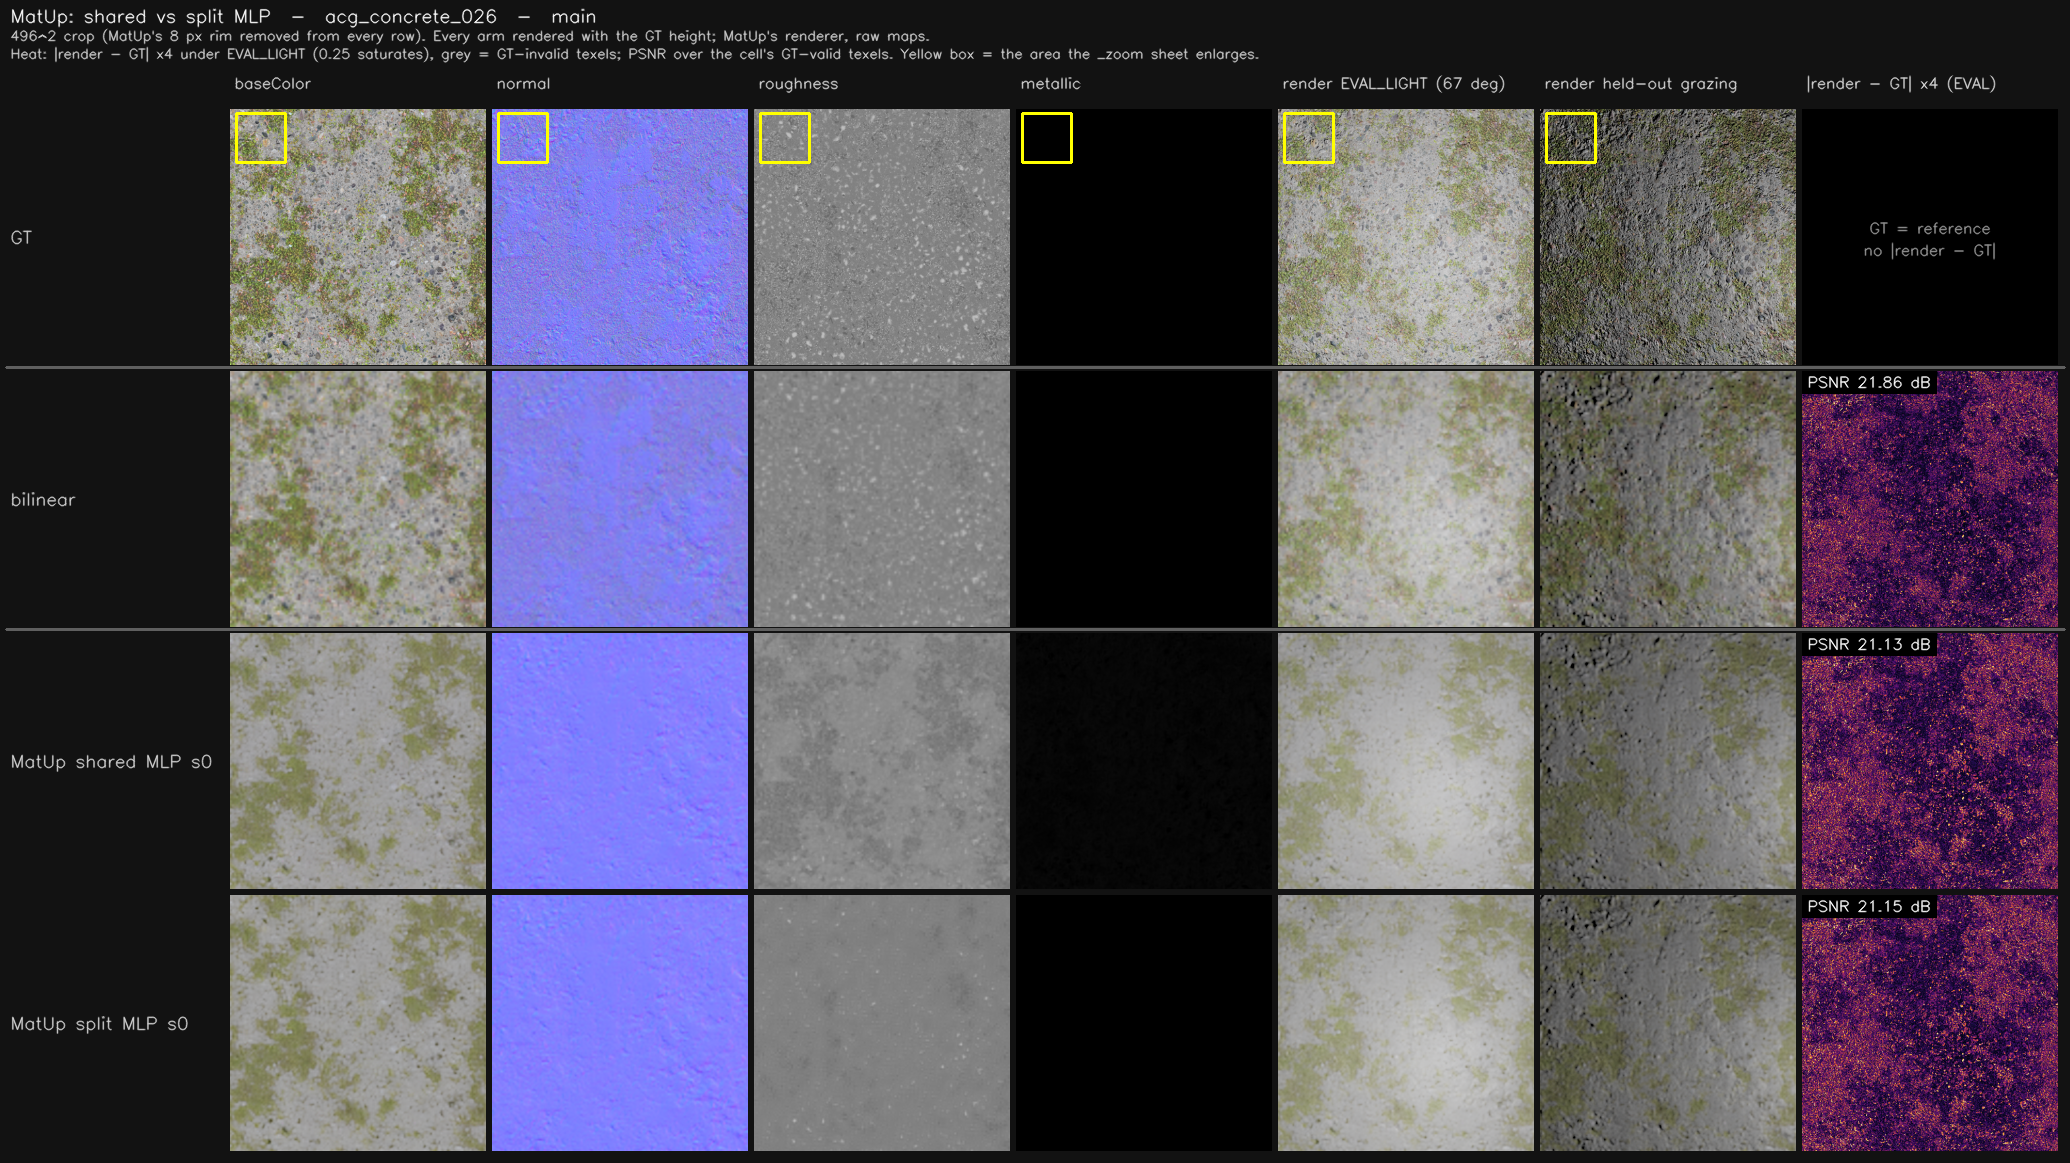 MatUp: shared vs split MLP – acg_concrete_026 – main
496^2 crop (MatUp's 8 px rim removed from every row). Every arm rendered with the GT height; MatUp's renderer, raw maps.
Heat: |render – GT| x4 under EVAL_LIGHT (0.25 saturates), grey = GT-invalid texels; PSNR over the cell's GT-valid texels. Yellow box = the area the _zoom sheet enlarges.
baseColor normal roughness metallic render EVAL_LIGHT (67 deg) render held-out grazing |render – GT| x4 (EVAL)
GT
GT = reference
no |render – GT|
PSNR 21.86 dB
bilinear
PSNR 21.13 dB
MatUp shared MLP s0
PSNR 21.15 dB
MatUp split MLP s0